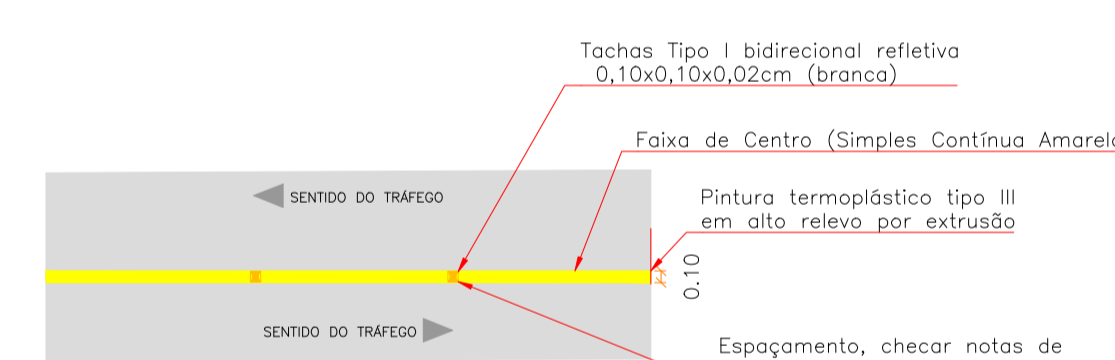 Tachas Tipo I bidirecional refletiva
0,10x0,10x0,02cm (branca)
Faixa de Centro (Simples Contínua Amarela
Pintura termoplástico tipo III
em alto relevo por extrusão
SENTIDO DO TRÁFEGO
0.10
SENTIDO DO TRÁFEGO
Espaçamento, checar notas de